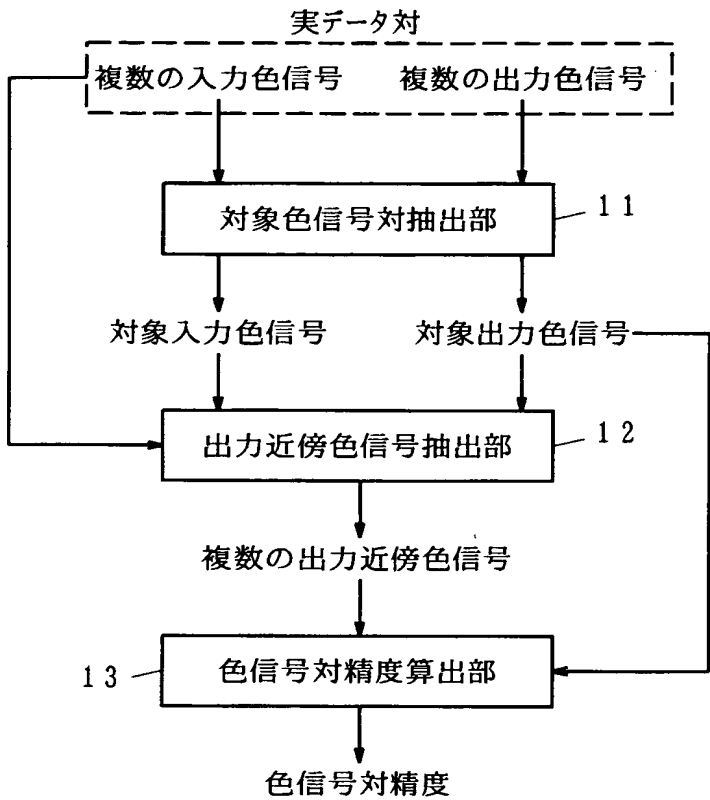 実データ対
複数の入力色信号 複数の出力色信号
対象色信号対抽出部 11
対象入力色信号 対象出力色信号
出力近傍色信号抽出部 12
複数の出力近傍色信号
13 色信号対精度算出部
色信号対精度